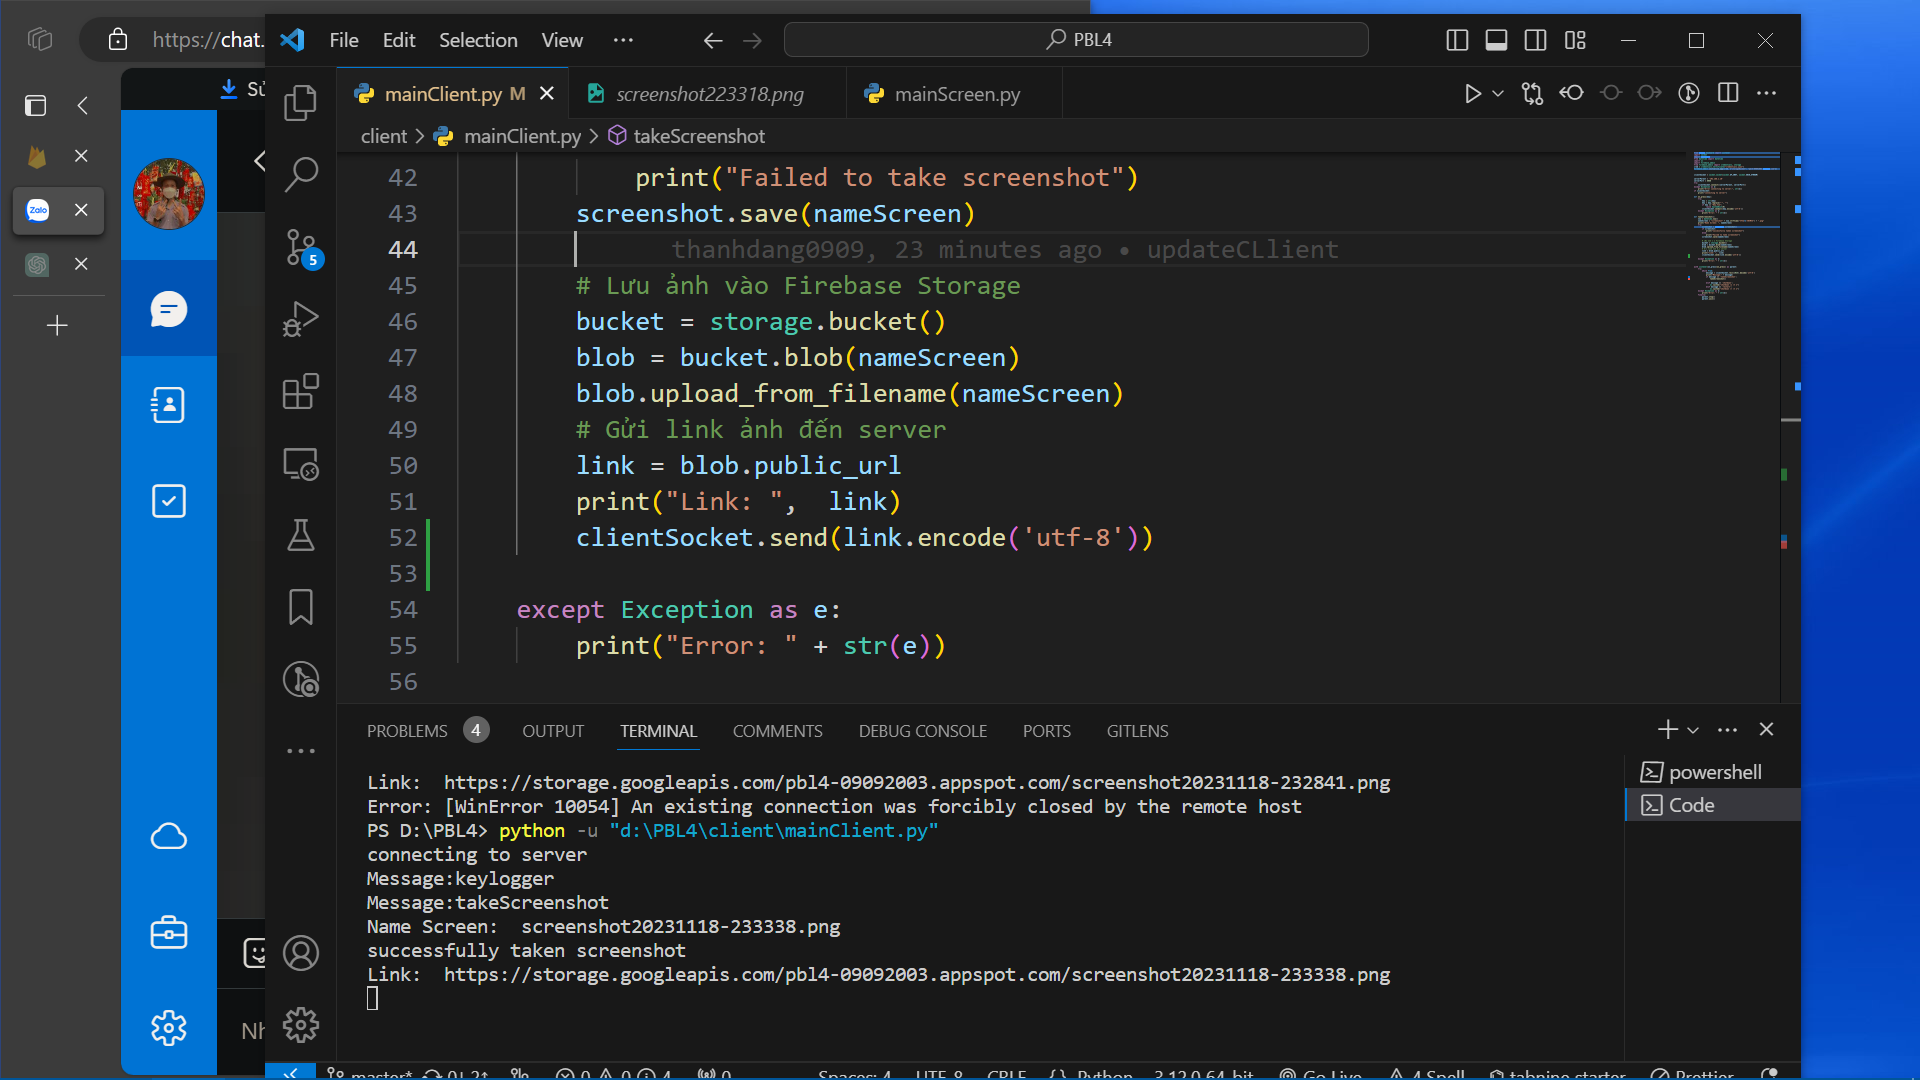 https://chat.
File Edit Selection View ···
PBL4
Sử
Zalo
mainClient.py M
screenshot223318.png
mainScreen.py
client > mainClient.py > takeScreenshot
42 print("Failed to take screenshot")
43 screenshot.save(nameScreen)
44 thanhdang0909, 23 minutes ago • updateCLlient
45 # Lưu ảnh vào Firebase Storage
46 bucket = storage.bucket()
47 blob = bucket.blob(nameScreen)
48 blob.upload_from_filename(nameScreen)
49 # Gửi link ảnh đến server
50 link = blob.public_url
51 print("Link: ", link)
52 clientSocket.send(link.encode('utf-8'))
53
54 except Exception as e:
55 print("Error: " + str(e))
56
5
PROBLEMS 4 OUTPUT TERMINAL COMMENTS DEBUG CONSOLE PORTS GITLENS
Link: https://storage.googleapis.com/pbl4-09092003.appspot.com/screenshot20231118-232841.png
Error: [WinError 10054] An existing connection was forcibly closed by the remote host
PS D:\PBL4> python -u "d:\PBL4\client\mainClient.py"
connecting to server
Message:keylogger
Message:takeScreenshot
Name Screen: screenshot20231118-233338.png
successfully taken screenshot
Link: https://storage.googleapis.com/pbl4-09092003.appspot.com/screenshot20231118-233338.png
powershell
Code
Nh
master* 0↓ 2↑ 0 0 4 0 Spaces: 4 UTF-8 CRLF {} Python 3.12.0 64-bit Go Live 4 Spell tabnine starter Prettier